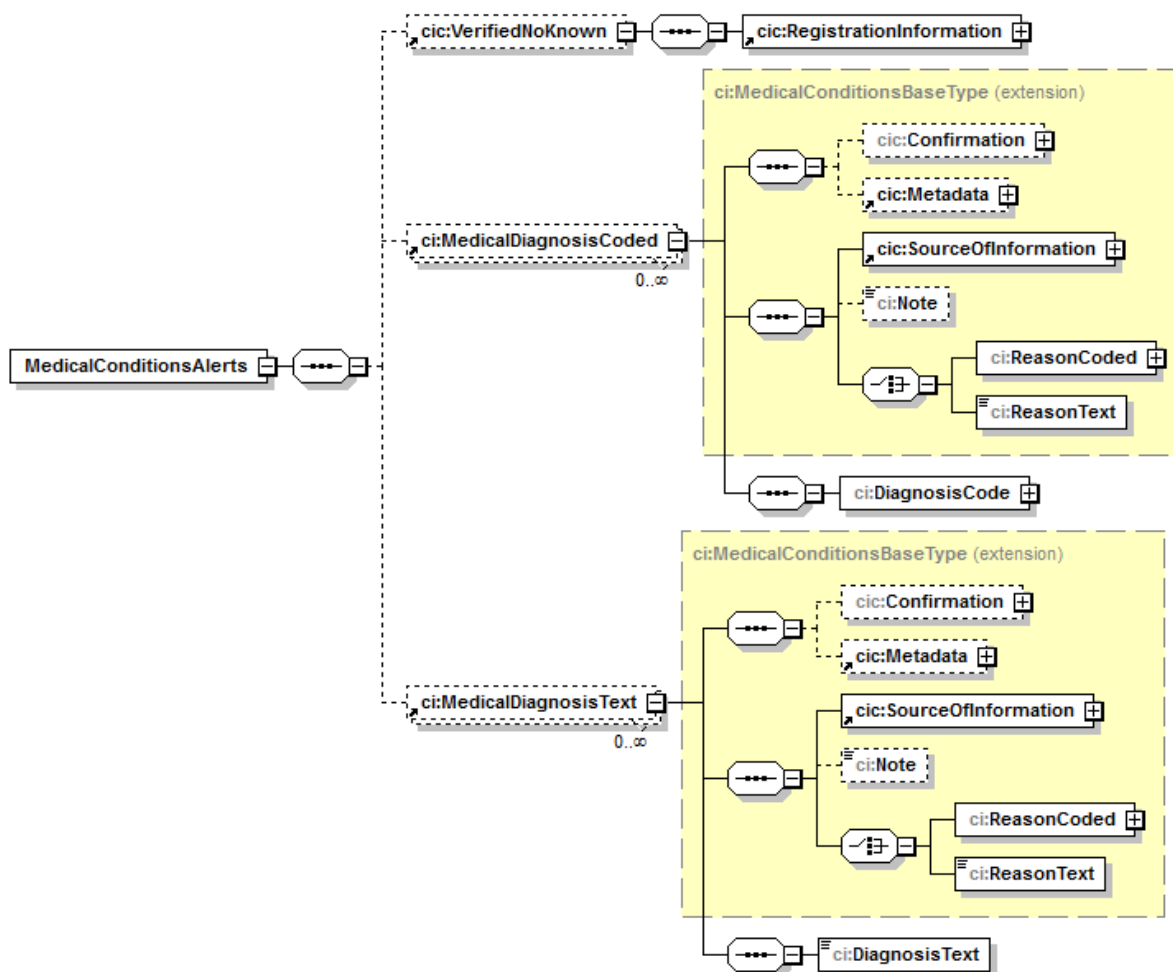 cic:VerifiedNoKnown
cic:RegistrationInformation
ci:MedicalConditionsBaseType (extension)
cic:Confirmation
cic:Metadata
ci:MedicalDiagnosisCoded
0..∞
cic:SourceOfInformation
ci:Note
MedicalConditionsAlerts
ci:ReasonCoded
ci:ReasonText
ci:DiagnosisCode
ci:MedicalConditionsBaseType (extension)
cic:Confirmation
cic:Metadata
ci:MedicalDiagnosisText
0..∞
cic:SourceOfInformation
ci:Note
ci:ReasonCoded
ci:ReasonText
ci:DiagnosisText